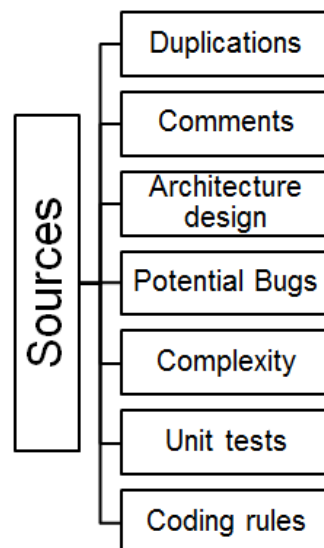 Sources
Duplications
Comments
Architecture
design
Potential Bugs
Complexity
Unit tests
Coding rules